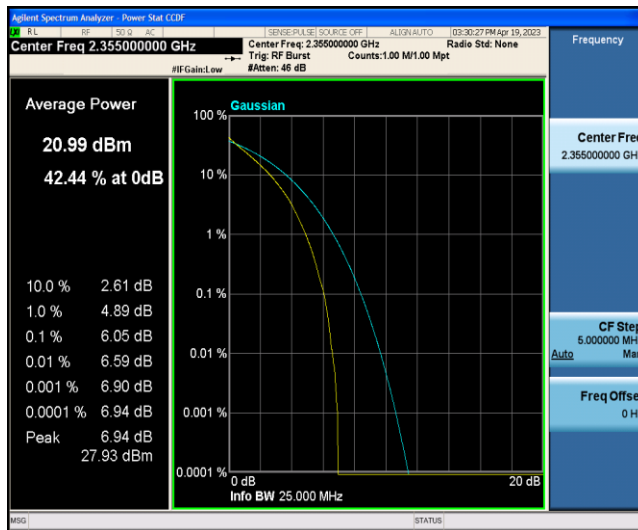 Agilent Spectrum Analyzer - Power Stat CCDF
RL RF 50 Ω AC SENSE:PULSE SOURCE OFF ALIGN AUTO 03:30:27 PM Apr 19, 2023
Center Freq 2.355000000 GHz
Center Freq: 2.355000000 GHz Radio Std: None
Trig: RF Burst Counts:1.00 M/1.00 Mpt
#IFGain:Low #Atten: 46 dB
Frequency
Average Power
20.99 dBm
42.44 % at 0dB
10.0 % 2.61 dB
1.0 % 4.89 dB
0.1 % 6.05 dB
0.01 % 6.59 dB
0.001 % 6.90 dB
0.0001 % 6.94 dB
Peak 6.94 dB
27.93 dBm
Gaussian
100 %
10 %
1 %
0.1 %
0.01 %
0.001 %
0.0001 %
0 dB 20 dB
Info BW 25.000 MHz
Center Freq
2.355000000 GH
CF Step
5.000000 MH
Auto Ma
Freq Offse
0 H
MSG STATUS